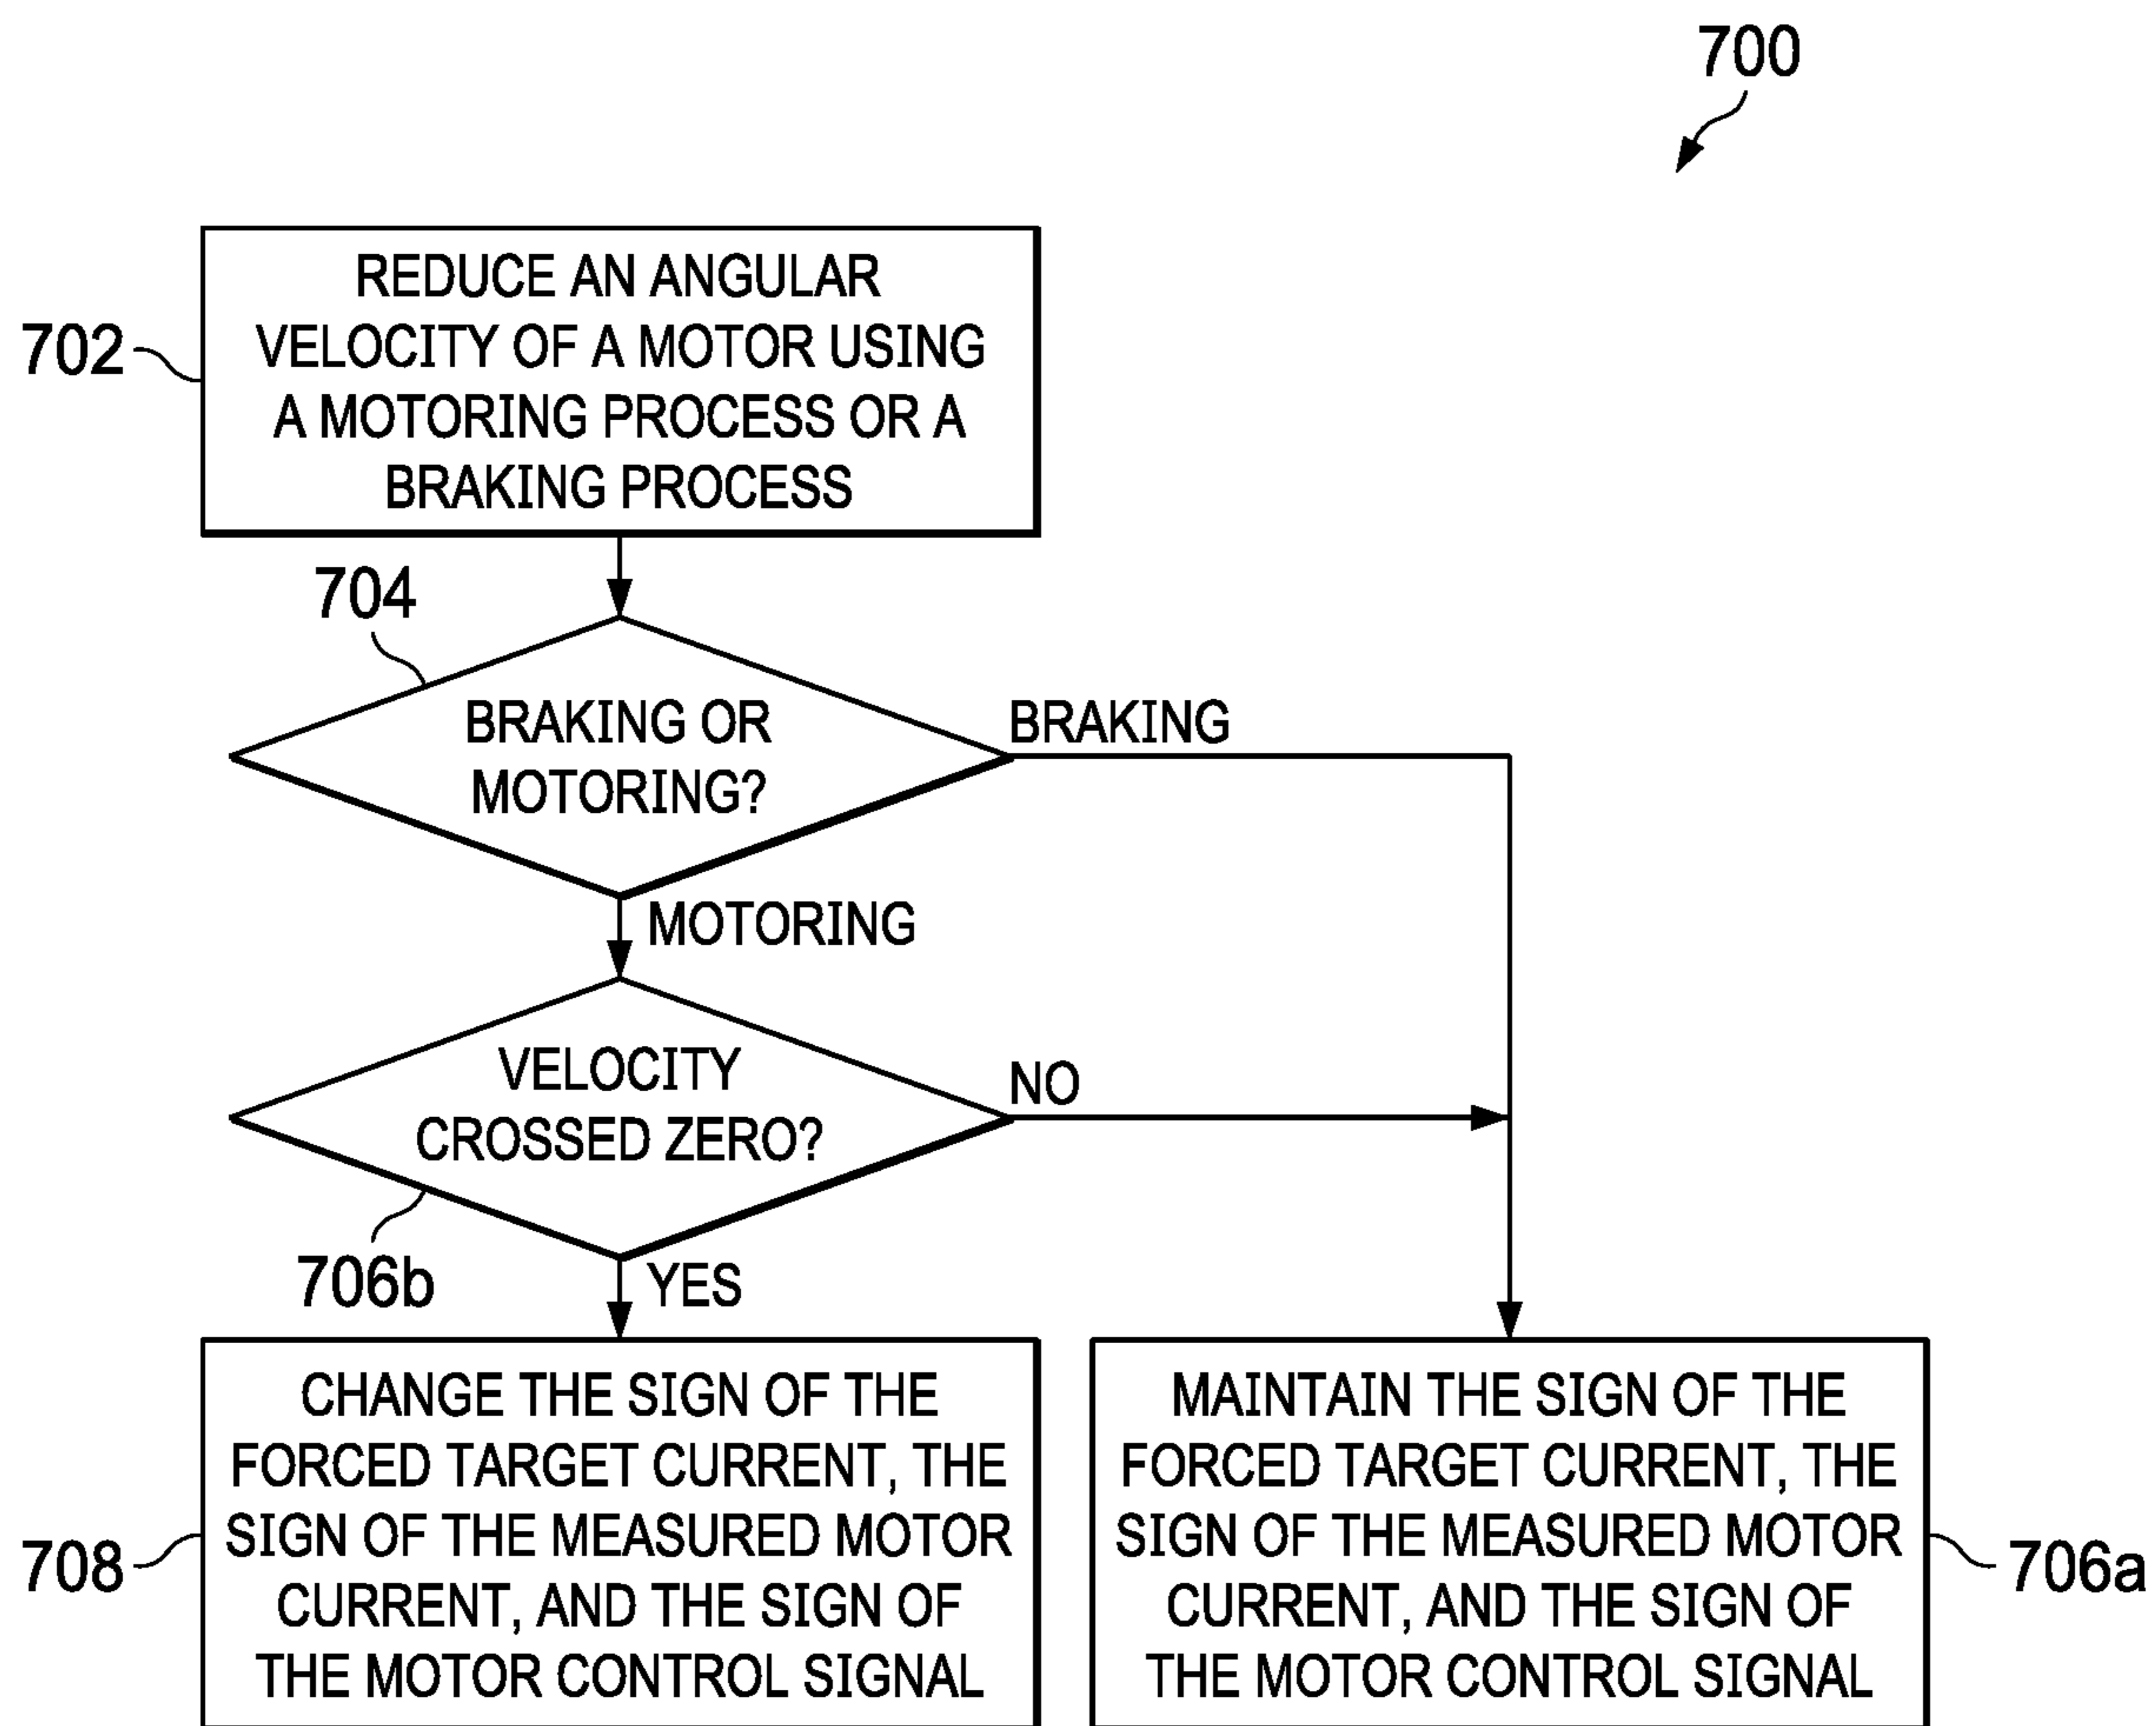 700
REDUCE AN ANGULAR
VELOCITY OF A MOTOR USING
A MOTORING PROCESS OR A
BRAKING PROCESS
702
704
BRAKING OR
MOTORING?
BRAKING
MOTORING
VELOCITY
CROSSED ZERO?
NO
706b
YES
CHANGE THE SIGN OF THE
FORCED TARGET CURRENT, THE
SIGN OF THE MEASURED MOTOR
CURRENT, AND THE SIGN OF
THE MOTOR CONTROL SIGNAL
708
MAINTAIN THE SIGN OF THE
FORCED TARGET CURRENT, THE
SIGN OF THE MEASURED MOTOR
CURRENT, AND THE SIGN OF
THE MOTOR CONTROL SIGNAL
706a